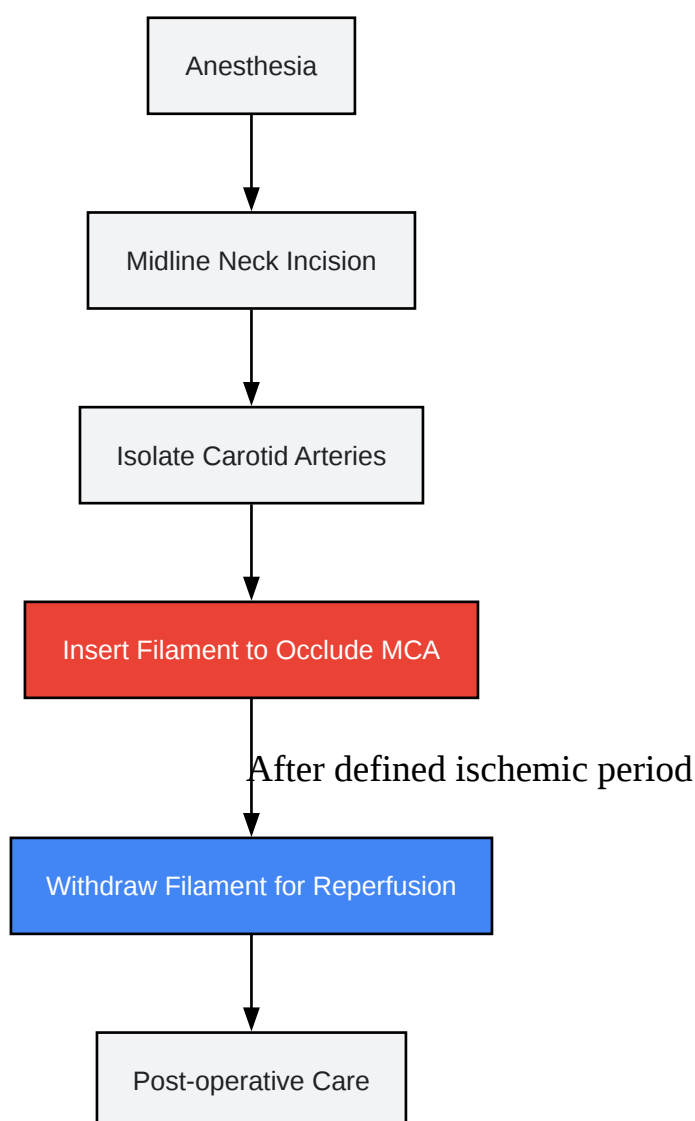 Anesthesia
Midline Neck Incision
Isolate Carotid Arteries
Insert Filament to Occlude MCA
After defined ischemic period
Withdraw Filament for Reperfusion
Post-operative Care